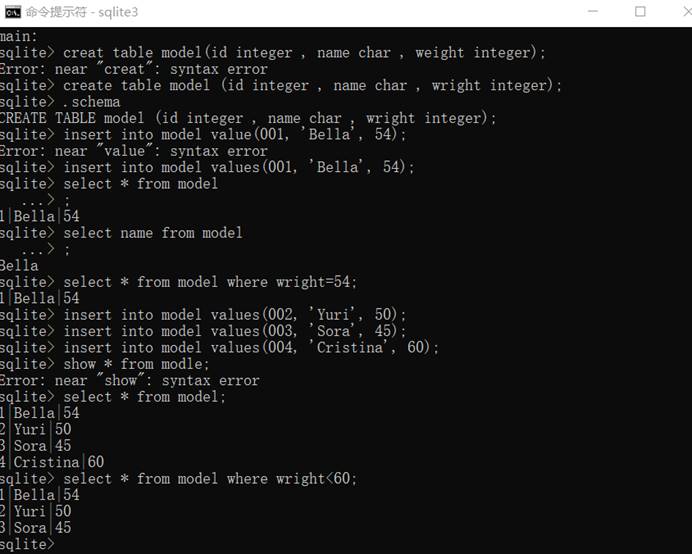 命令提示符 - sqlite3
main:
sqlite> creat table model(id integer , name char , weight integer);
Error: near "creat": syntax error
sqlite> create table model (id integer , name char , wright integer);
sqlite> .schema
CREATE TABLE model (id integer , name char , wright integer);
sqlite> insert into model value(001, 'Bella', 54);
Error: near "value": syntax error
sqlite> insert into model values(001, 'Bella', 54);
sqlite> select * from model
...> ;
1|Bella|54
sqlite> select name from model
...> ;
Bella
sqlite> select * from model where wright=54;
1|Bella|54
sqlite> insert into model values(002, 'Yuri', 50);
sqlite> insert into model values(003, 'Sora', 45);
sqlite> insert into model values(004, 'Cristina', 60);
sqlite> show * from modle;
Error: near "show": syntax error
sqlite> select * from model;
1|Bella|54
2|Yuri|50
3|Sora|45
4|Cristina|60
sqlite> select * from model where wright<60;
1|Bella|54
2|Yuri|50
3|Sora|45
sqlite>